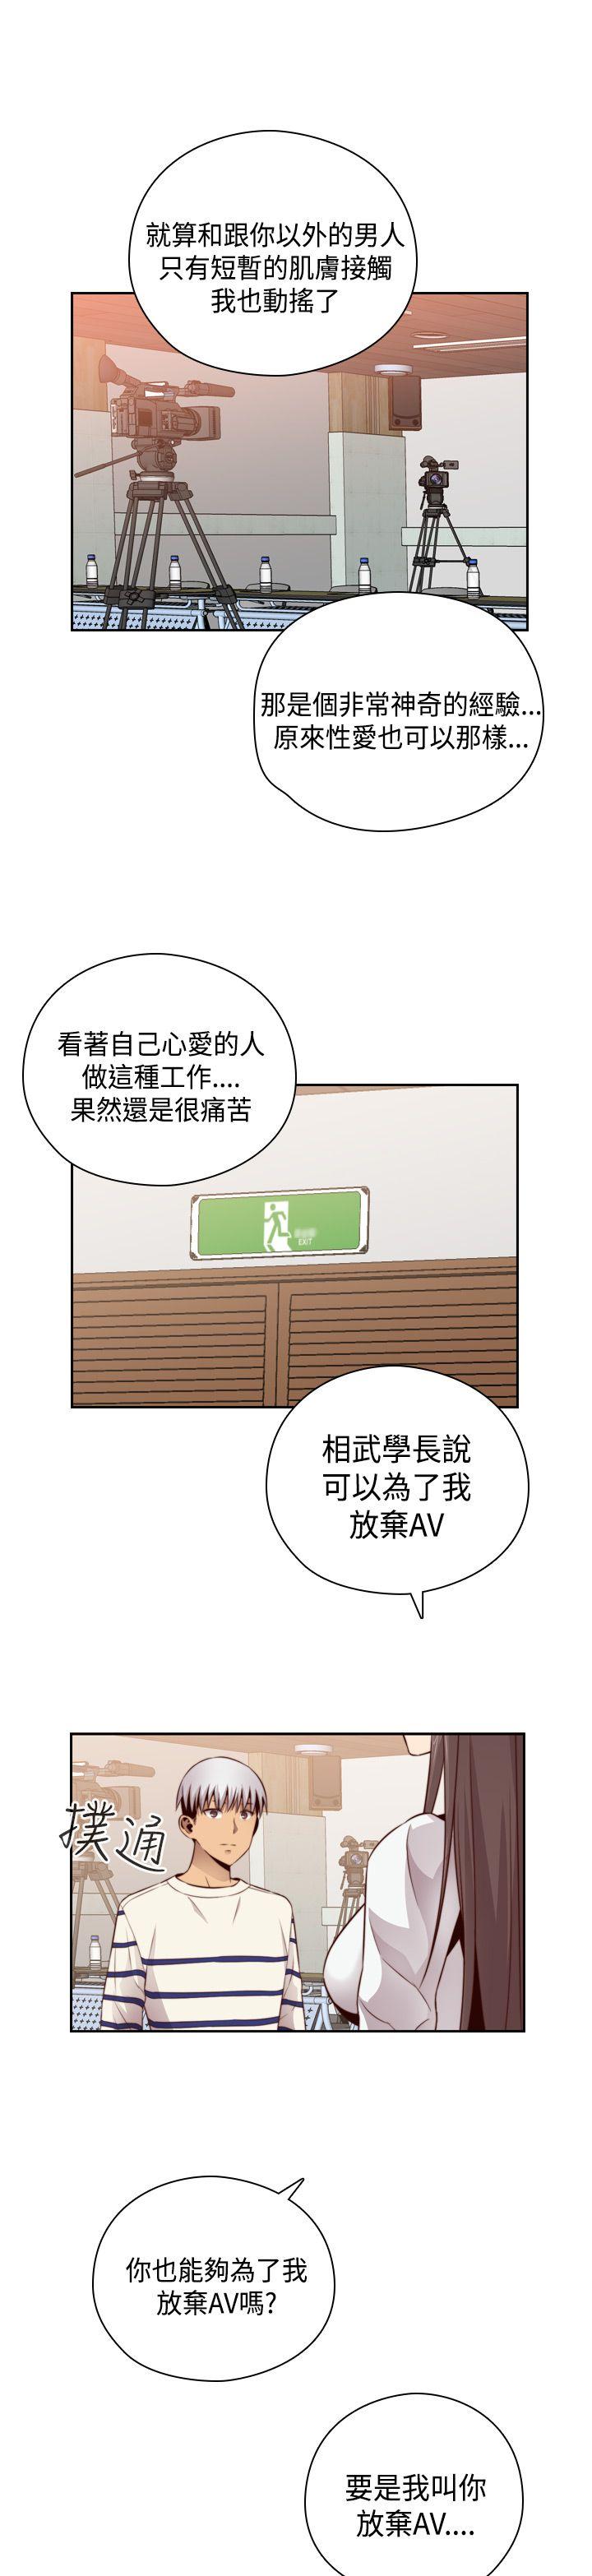 就算和跟你以外的男人
只有短暫的肌膚接觸
我也動搖了
那是個非常神奇的經驗...
原來性愛也可以那樣...
看著自己心愛的人
做這種工作....
果然還是很痛苦
EXIT
相武學長說
可以為了我
放棄AV
撲通
你也能夠為了我
放棄AV嗎?
要是我叫你
放棄AV....